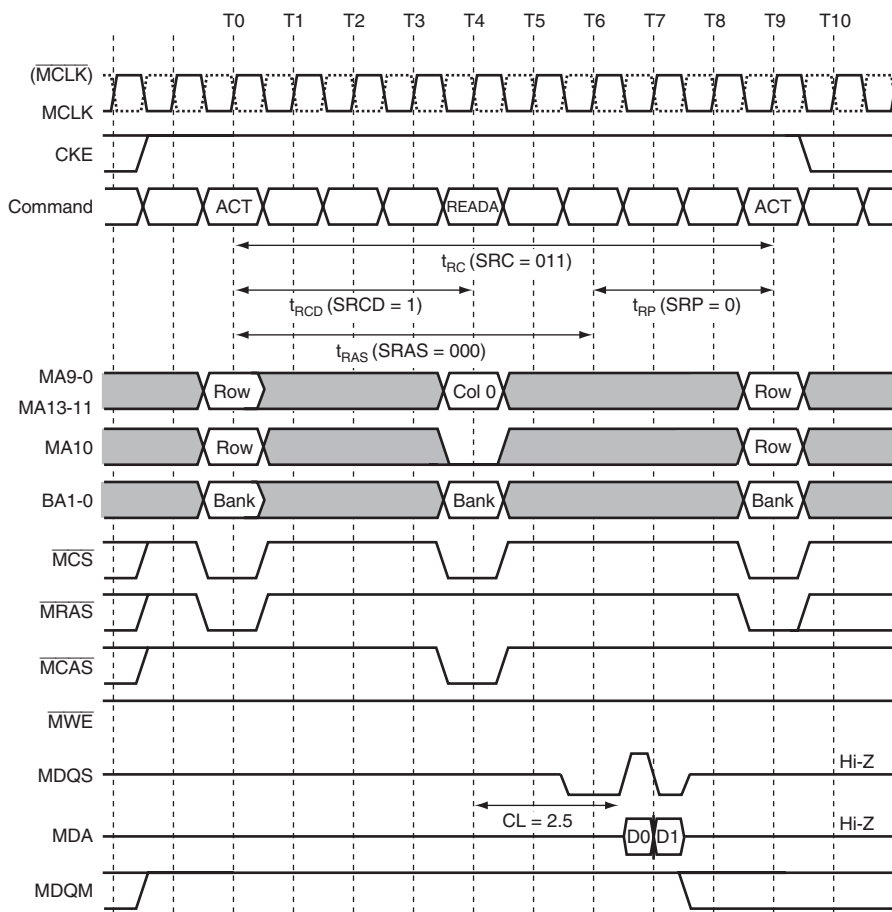 T0 T1 T2 T3 T4 T5 T6 T7 T8 T9 T10
(MCLK)
MCLK
CKE
Command ACT READA ACT
tRC (SRC = 011)
tRCD (SRCD = 1) tRP (SRP = 0)
tRAS (SRAS = 000)
MA9-0
MA13-11
Row Col 0 Row
MA10 Row Row
BA1-0 Bank Bank Bank
MCS
MRAS
MCAS
MWE
MDQS Hi-Z
CL = 2.5
MDA D0 D1 Hi-Z
MDQM